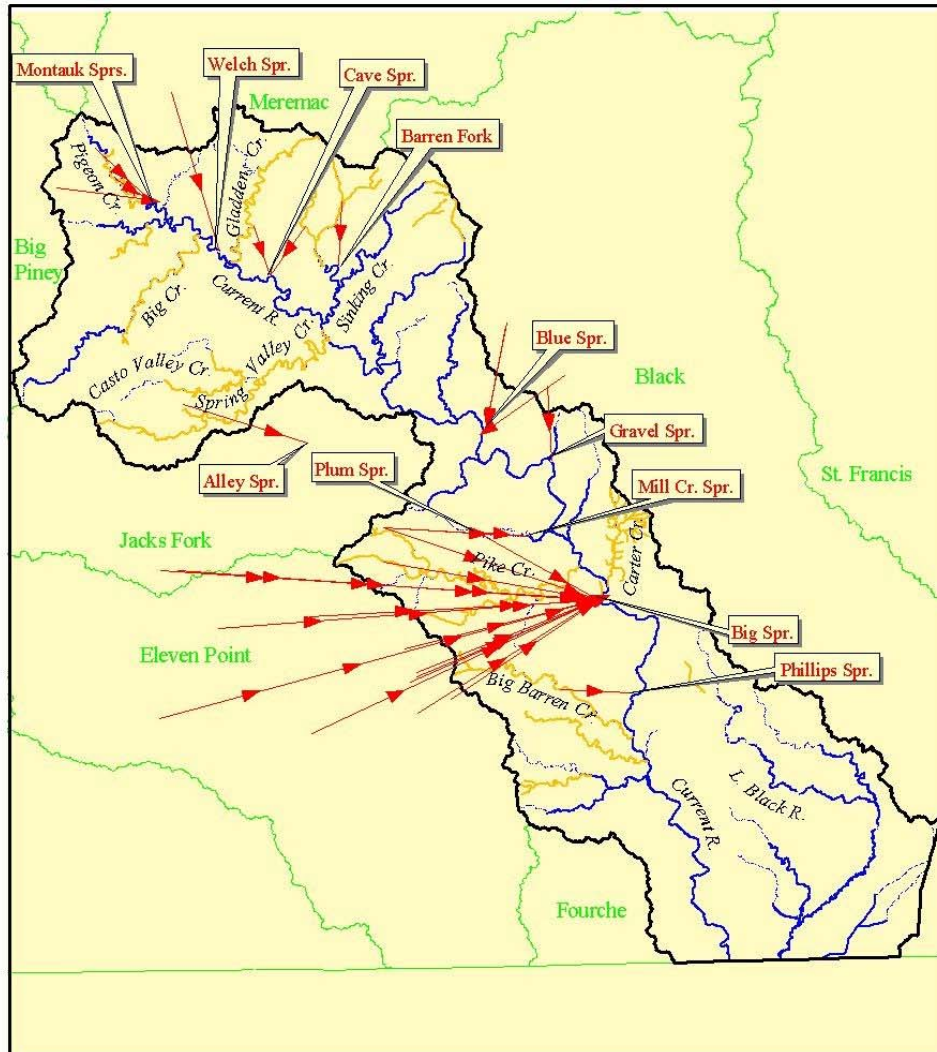 Montauk Sprs.
Welch Spr.
Cave Spr.
Meremac
Barren Fork
Pigeon Cr.
Gladden Cr.
Big
Piney
Big Cr.
Current R.
Sinking Cr.
Casto Valley Cr.
Spring Valley Cr.
Blue Spr.
Black
Gravel Spr.
Alley Spr.
Plum Spr.
Mill Cr. Spr.
St. Francis
Jacks Fork
Pike Cr.
Carter Cr.
Big Spr.
Eleven Point
Phillips Spr.
Big Barren Cr.
Current R.
L. Black R.
Fourche